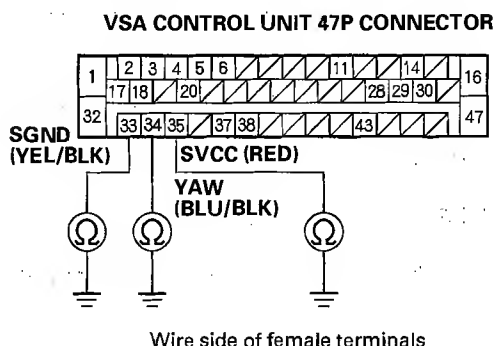 VSA CONTROL UNIT 47P CONNECTOR
1 2 3 4 5 6 11 14 16
17 18 20 28 29 30
32 33 34 35 37 38 43 47
SGND
(YEL/BLK)
SVCC (RED)
YAW
(BLU/BLK)
Ω Ω Ω
Wire side of female terminals